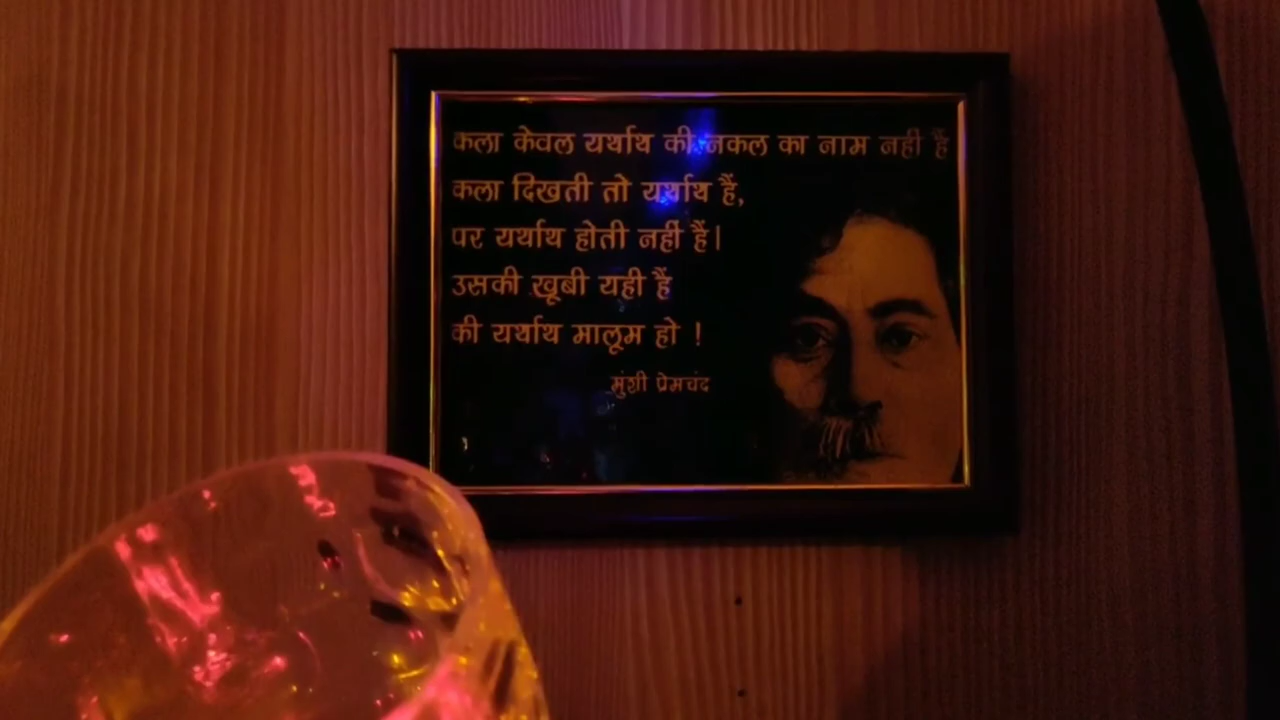 कला केवल यर्थाथ की नकल का नाम नहीं है
कला दिखती तो यर्थाथ हैं,
पर यर्थाथ होती नहीं हैं।
उसकी खूबी यही हैं
की यर्थाथ मालूम हो !
मुंशी प्रेमचंद